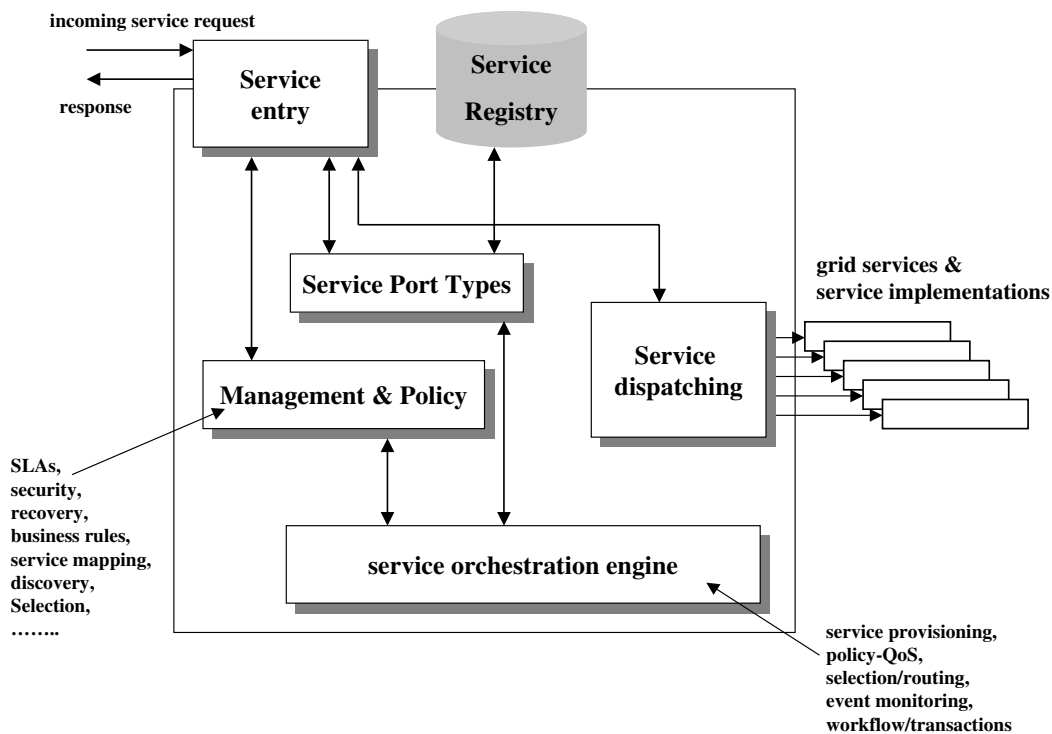 incoming service request
response
Service
entry
Service
Registry
Service Port Types
grid services &
service implementations
Service
dispatching
Management & Policy
SLAs,
security,
recovery,
business rules,
service mapping,
discovery,
Selection,
……..
service orchestration engine
service provisioning,
policy-QoS,
selection/routing,
event monitoring,
workflow/transactions